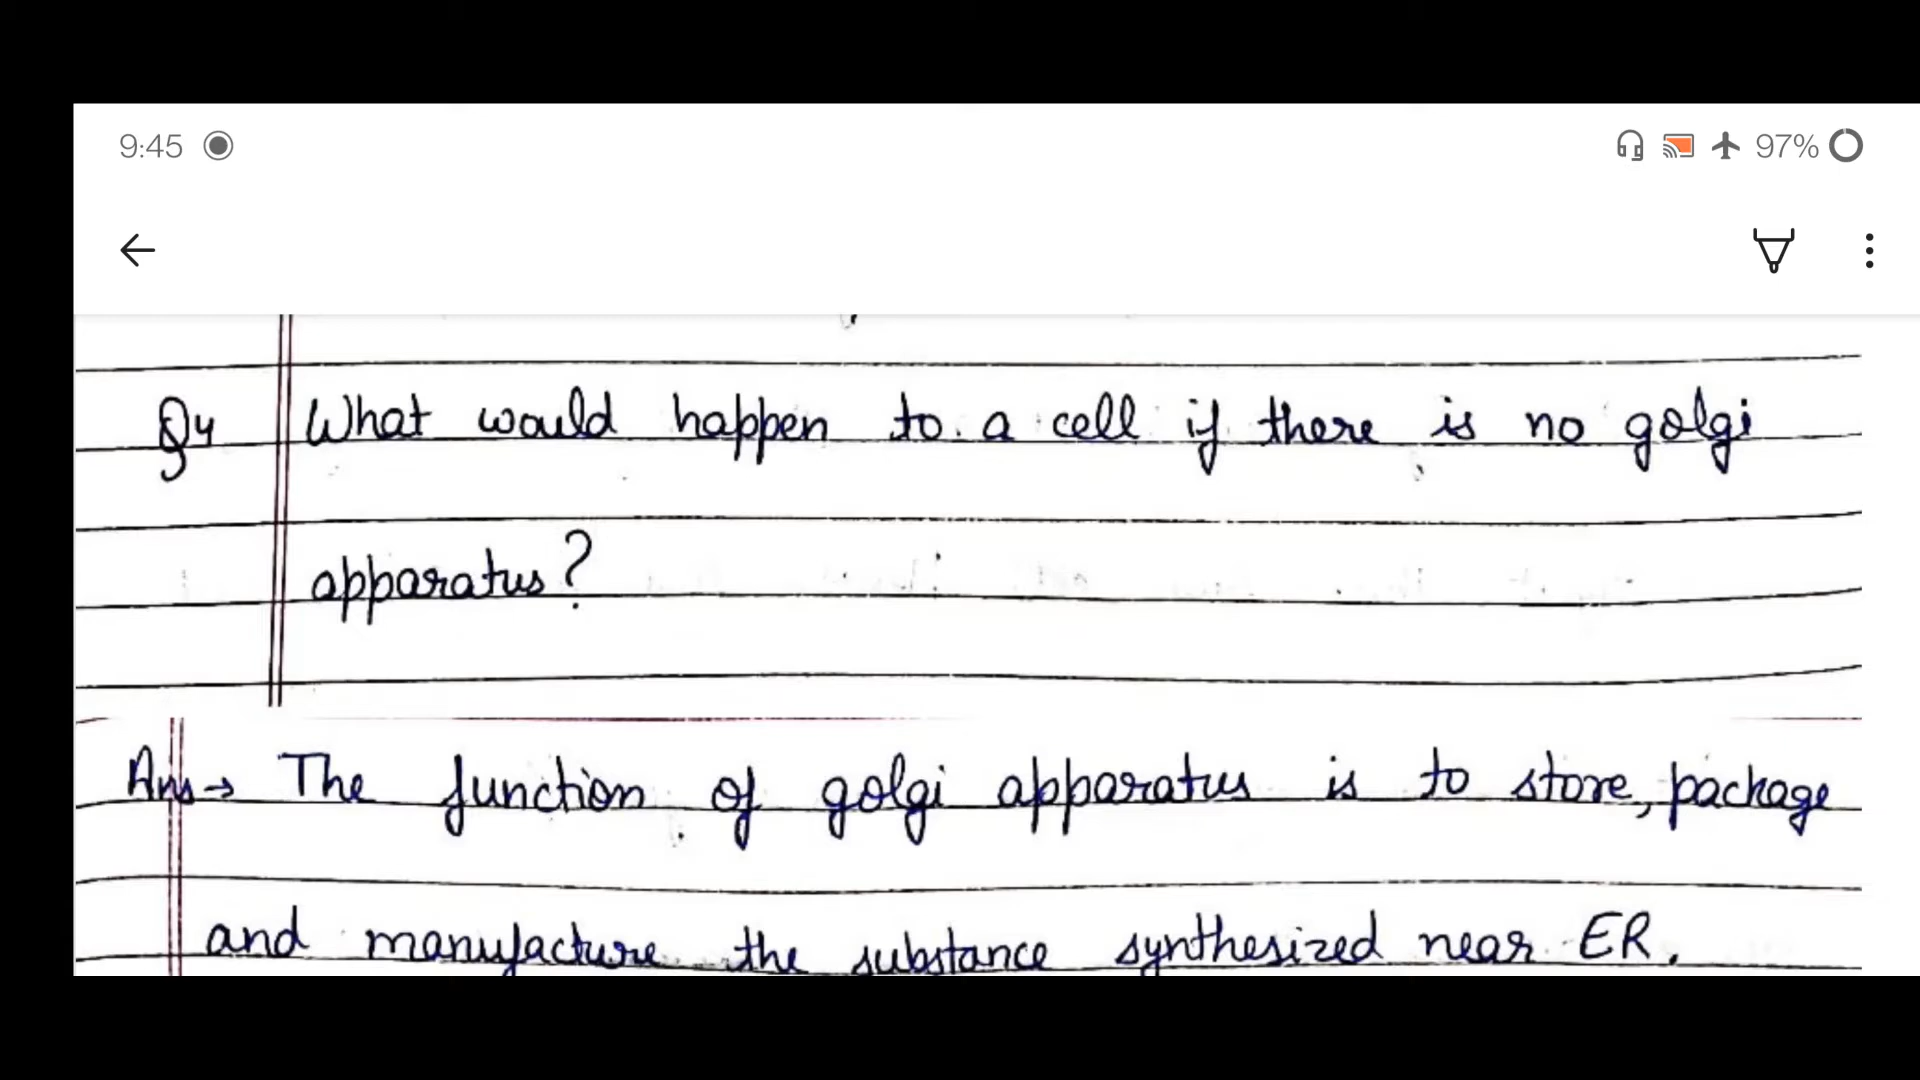 9:45 97%
Q4 What would happen to a cell if there is no golgi
apparatus?
Ans→ The function of golgi apparatus is to store, package
and manufacture the substance synthesized near ER.